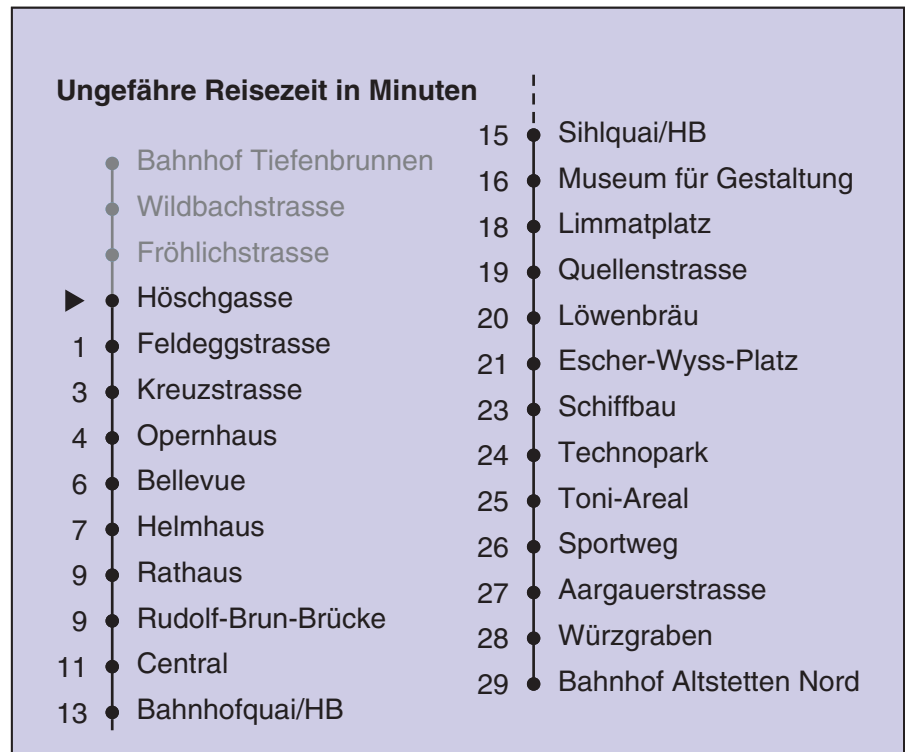 Ungefähre Reisezeit in Minuten
Bahnhof Tiefenbrunnen
Wildbachstrasse
Fröhlichstrasse
Höschgasse
1 Feldeggstrasse
3 Kreuzstrasse
4 Opernhaus
6 Bellevue
7 Helmhaus
9 Rathaus
9 Rudolf-Brun-Brücke
11 Central
13 Bahnhofquai/HB
15 Sihlquai/HB
16 Museum für Gestaltung
18 Limmatplatz
19 Quellenstrasse
20 Löwenbräu
21 Escher-Wyss-Platz
23 Schiffbau
24 Technopark
25 Toni-Areal
26 Sportweg
27 Aargauerstrasse
28 Würzgraben
29 Bahnhof Altstetten Nord